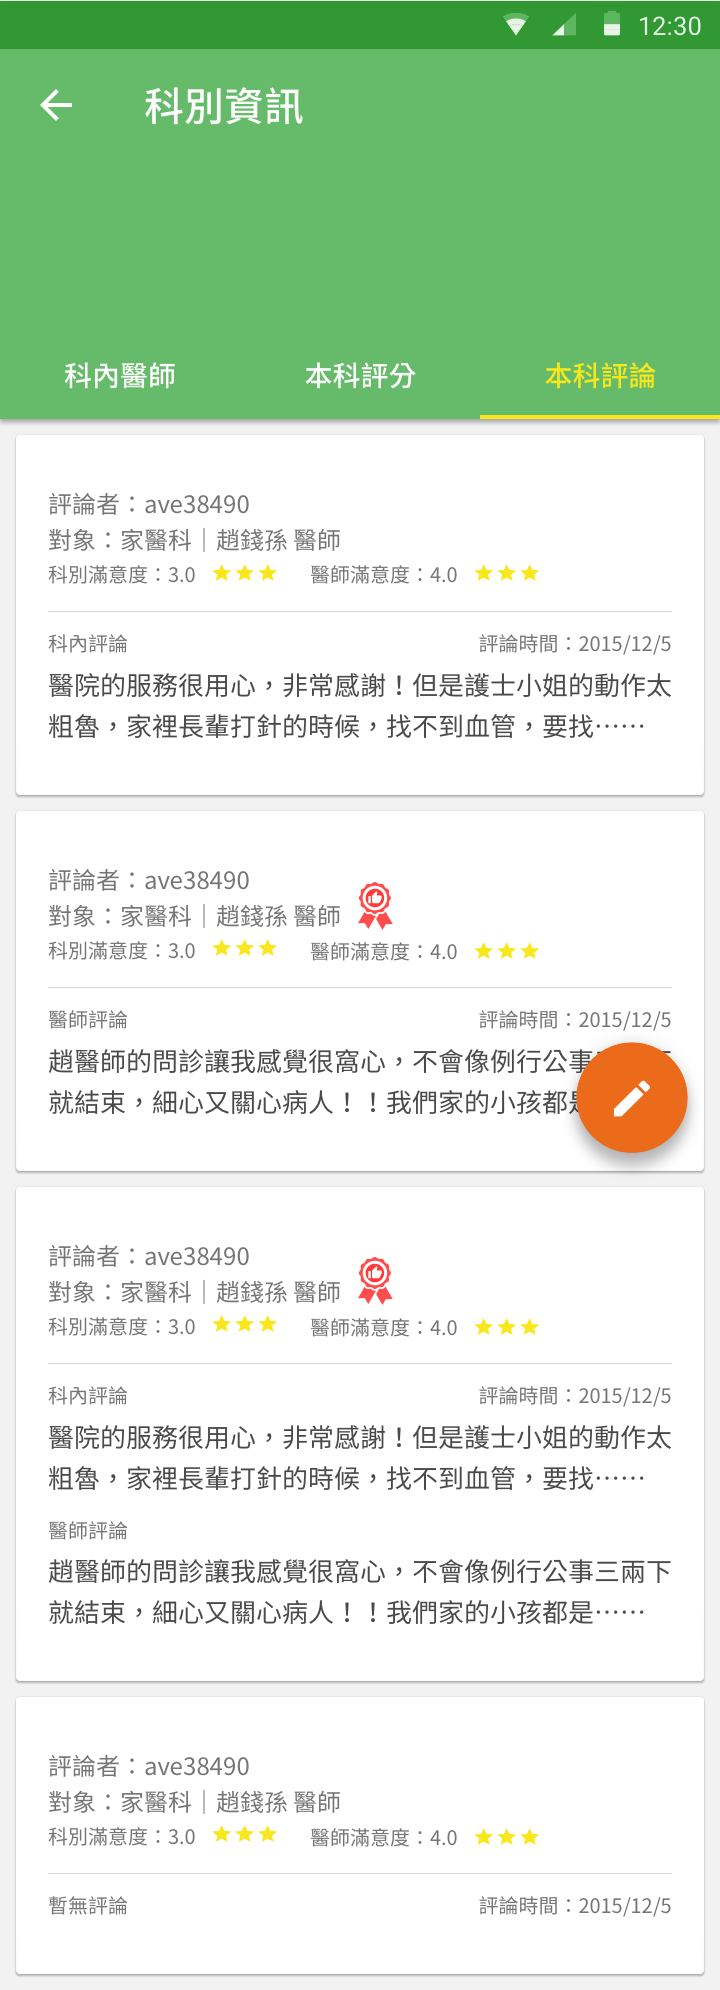 12:30
科別資訊
科內醫師 本科評分 本科評論
評論者：ave38490
對象：家醫科｜趙錢孫 醫師
科別滿意度：3.0 醫師滿意度：4.0
科內評論 評論時間：2015/12/5
醫院的服務很用心，非常感謝！但是護士小姐的動作太
粗魯，家裡長輩打針的時候，找不到血管，要找⋯⋯
評論者：ave38490
對象：家醫科｜趙錢孫 醫師
科別滿意度：3.0 醫師滿意度：4.0
醫師評論 評論時間：2015/12/5
趙醫師的問診讓我感覺很窩心，不會像例行公事
就結束，細心又關心病人！！我們家的小孩都
評論者：ave38490
對象：家醫科｜趙錢孫 醫師
科別滿意度：3.0 醫師滿意度：4.0
科內評論 評論時間：2015/12/5
醫院的服務很用心，非常感謝！但是護士小姐的動作太
粗魯，家裡長輩打針的時候，找不到血管，要找⋯⋯
醫師評論
趙醫師的問診讓我感覺很窩心，不會像例行公事三兩下
就結束，細心又關心病人！！我們家的小孩都是⋯⋯
評論者：ave38490
對象：家醫科｜趙錢孫 醫師
科別滿意度：3.0 醫師滿意度：4.0
暫無評論 評論時間：2015/12/5